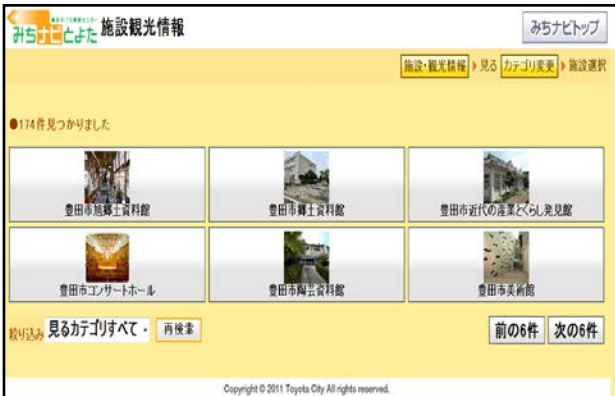 みちナビとよた 施設観光情報 みちナビトップ
施設・観光情報 見る カテゴリ変更 施設選択
●174件見つかりました
豊田市旭郷土資料館 豊田市郷土資料館 豊田市近代の産業とくらし発見館
豊田市コンサートホール 豊田市陶芸資料館 豊田市美術館
絞り込み 見るカテゴリすべて 再検索 前の6件 次の6件
Copyright © 2011 Toyota City All rights reserved.